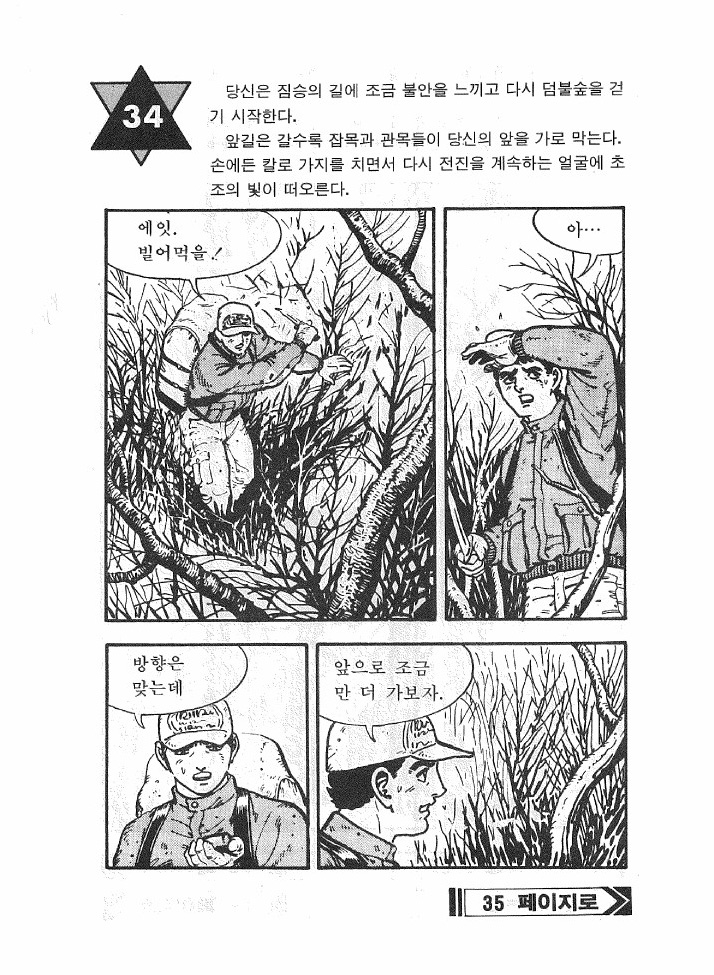 34
당신은 짐승의 길에 조금 불안을 느끼고 다시 덤불숲을 걷
기 시작한다.
앞길은 갈수록 잡목과 관목들이 당신의 앞을 가로 막는다.
손에든 칼로 가지를 치면서 다시 전진을 계속하는 얼굴에 초
조의 빛이 떠오른다.
에잇.
빌어먹을!
아…
방향은
맞는데
앞으로 조금
만 더 가보자.
35 페이지로